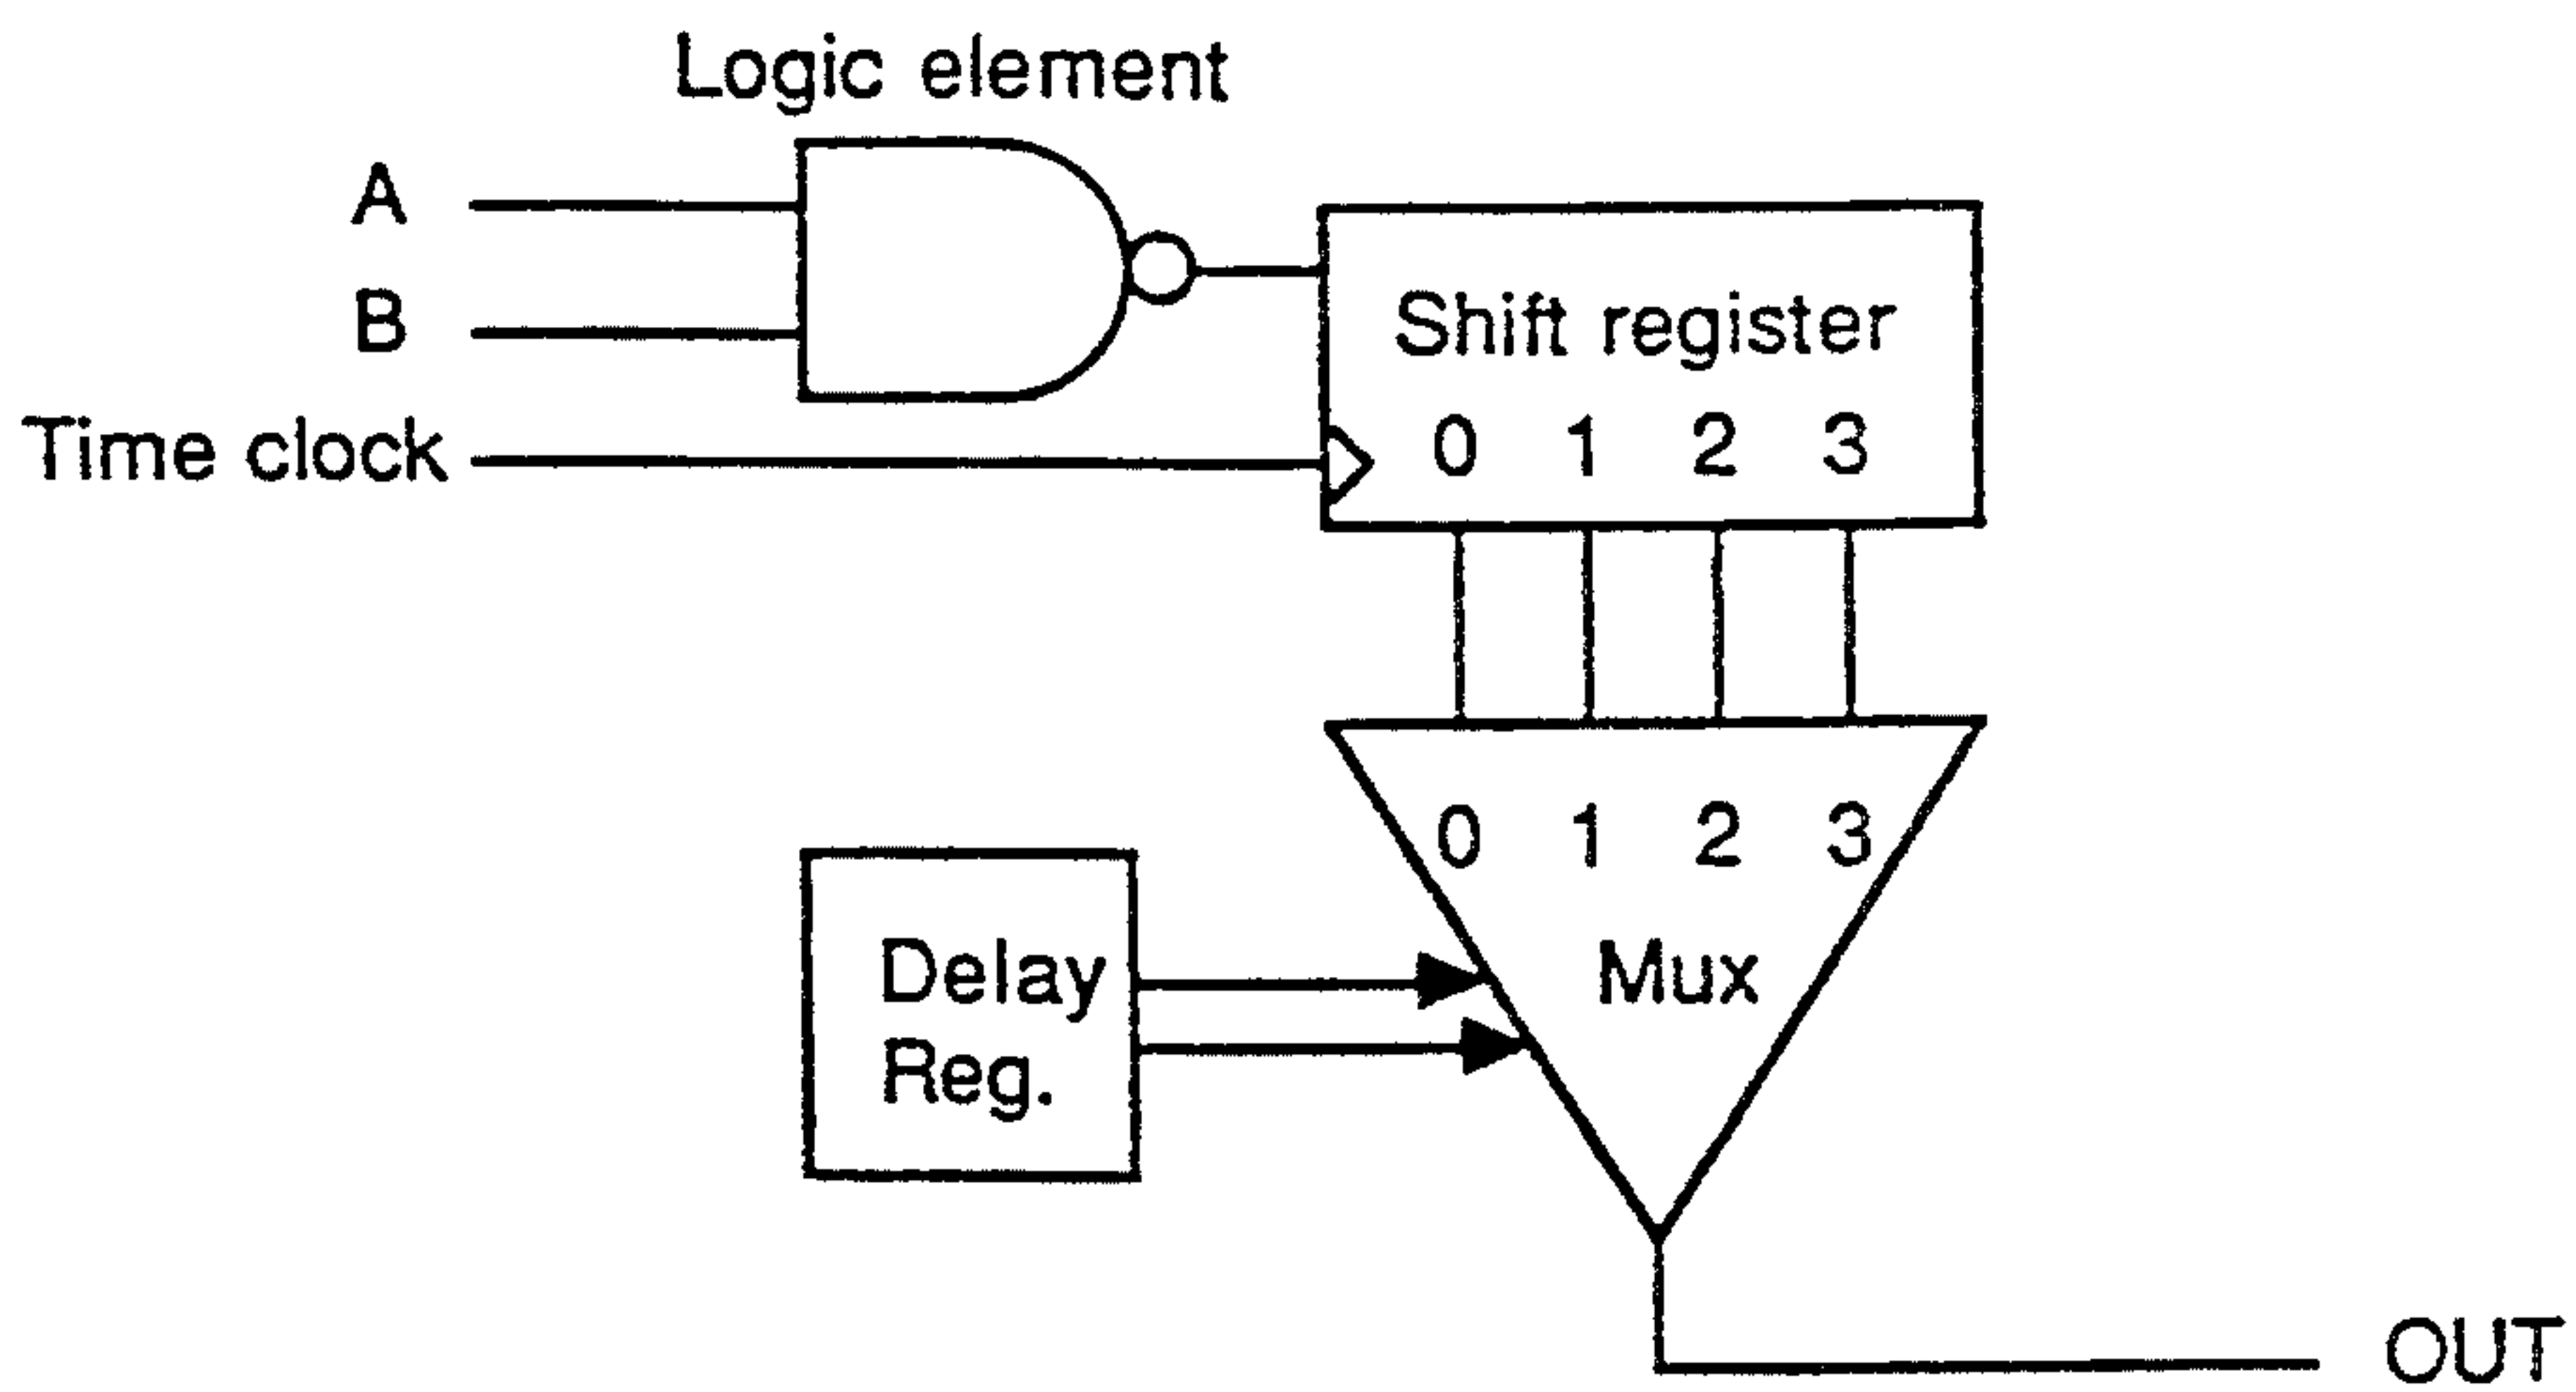 Logic element
A
B
Time clock
Shift register
0 1 2 3
0 1 2 3
Mux
Delay
Reg.
OUT